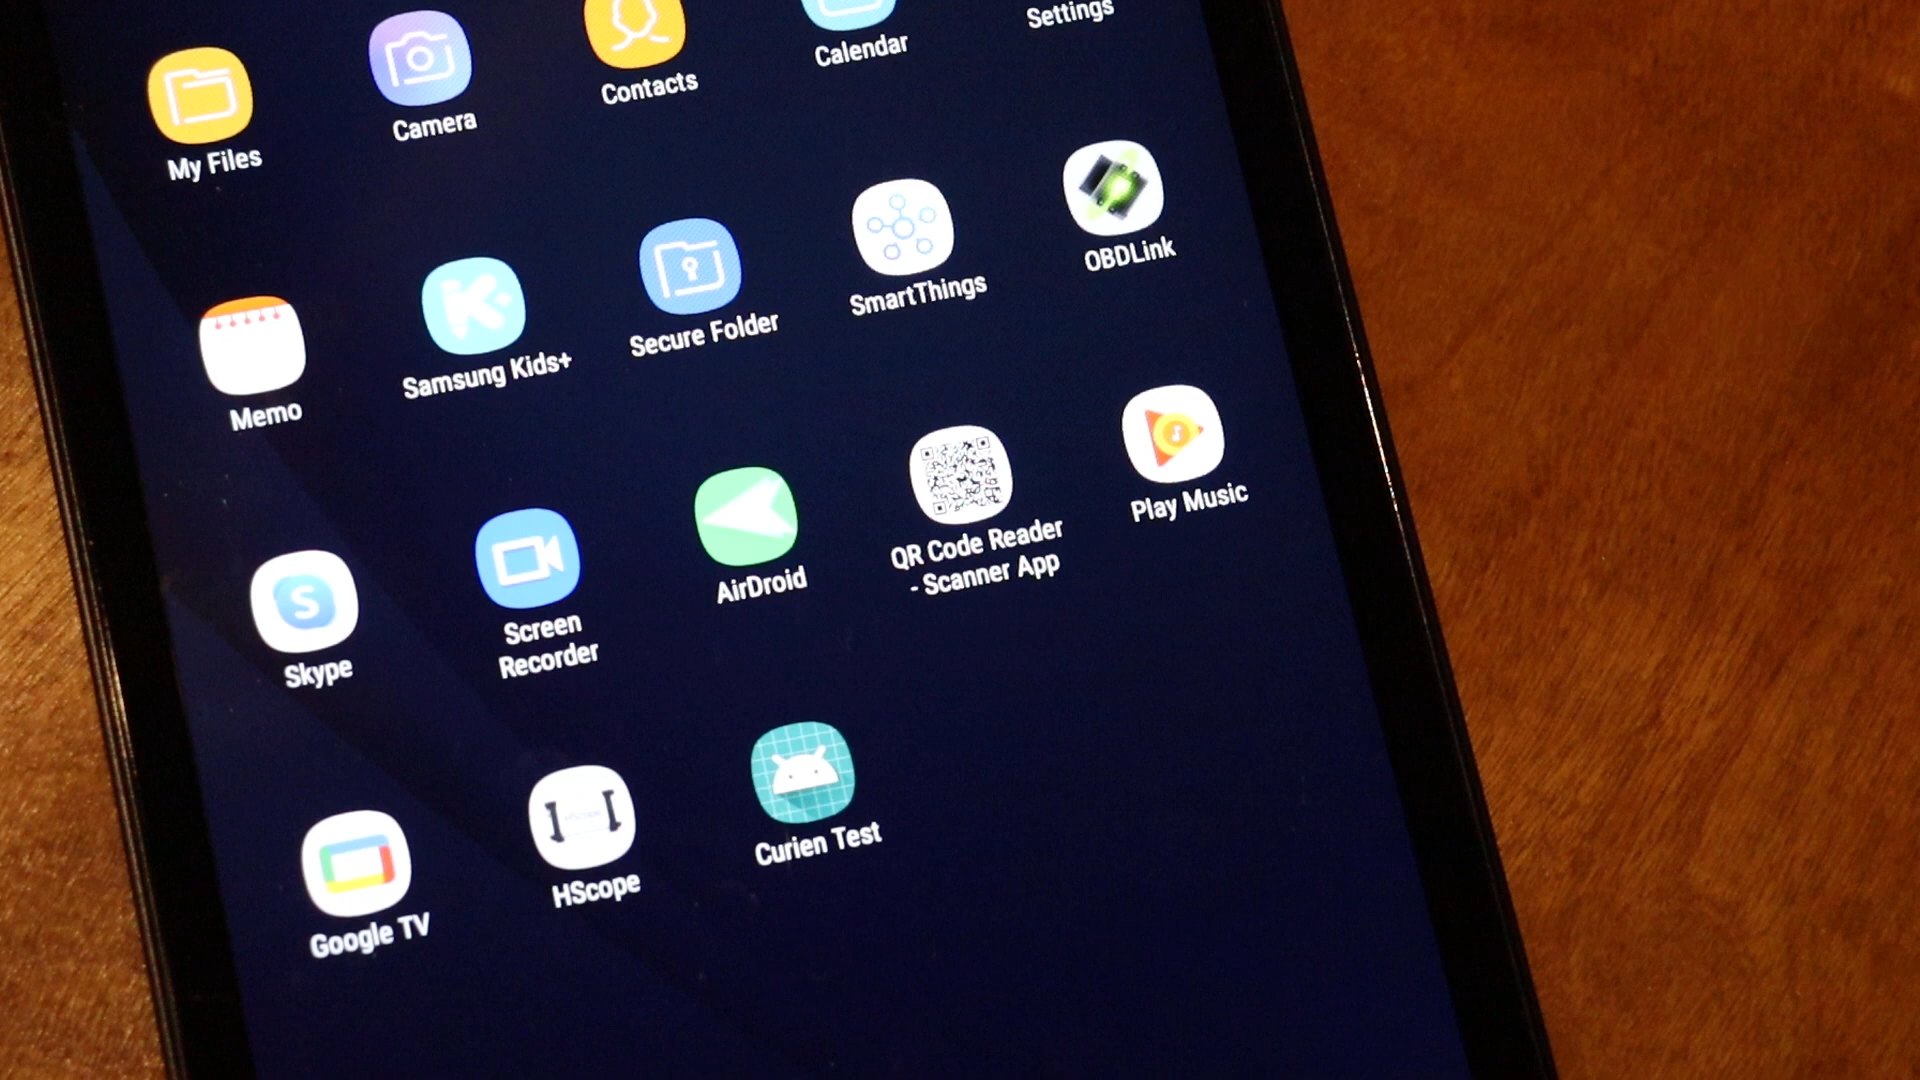 My Files
Camera
Contacts
Calendar
Settings
Memo
Samsung Kids+
Secure Folder
SmartThings
OBDLink
Skype
Screen
Recorder
AirDroid
QR Code Reader
- Scanner App
Play Music
Google TV
HScope
Curien Test